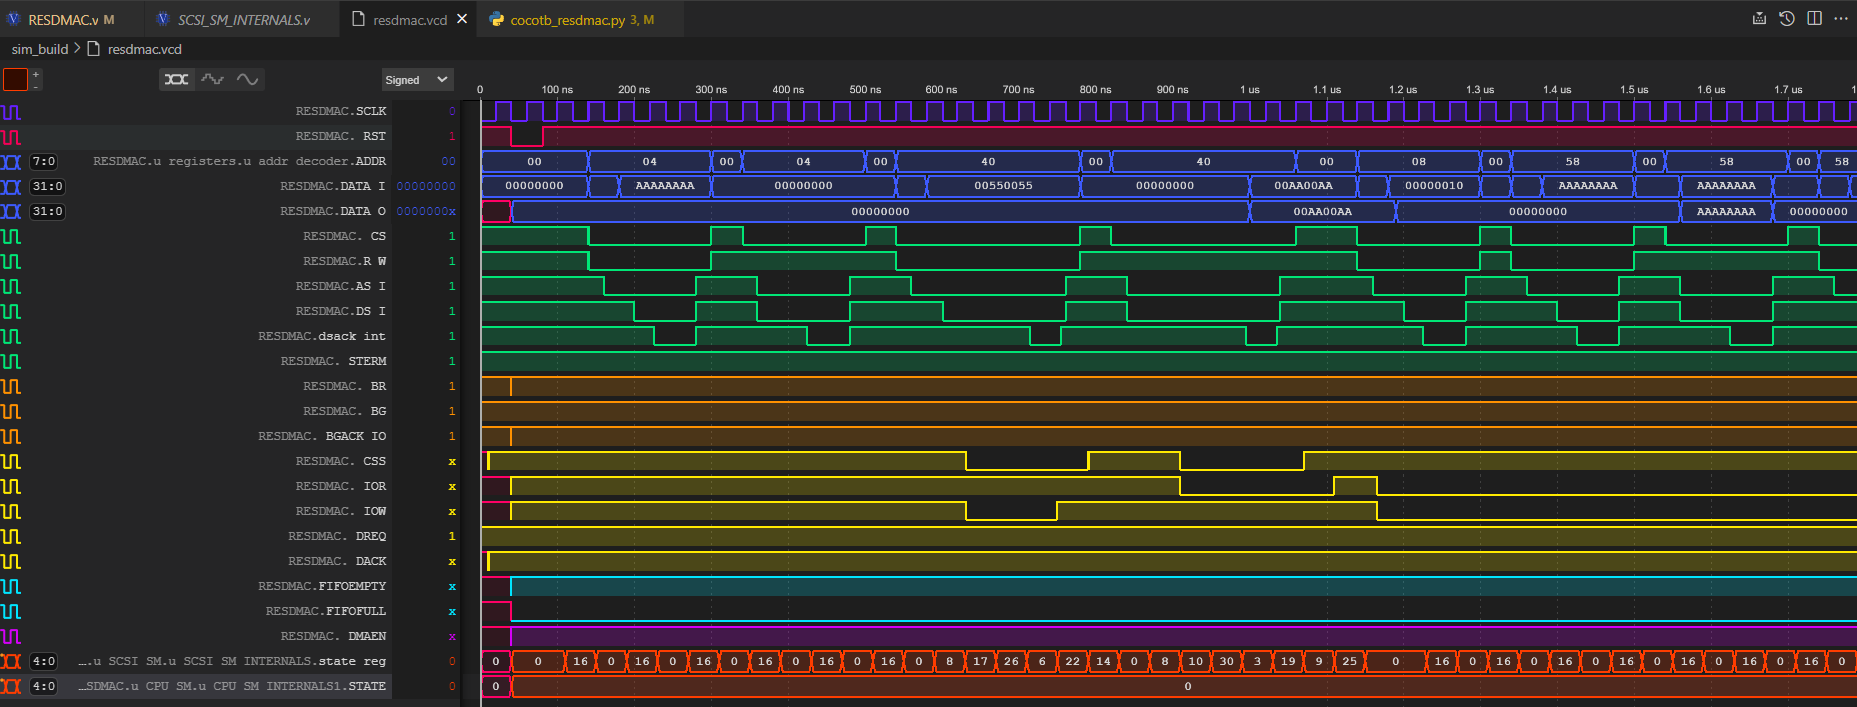 RESDMAC.v M SCSI_SM_INTERNALS.v resdmac.vcd cocotb_resdmac.py 3, M
sim_build > resdmac.vcd
+ - Signed 0 100 ns 200 ns 300 ns 400 ns 500 ns 600 ns 700 ns 800 ns 900 ns 1 us 1.1 us 1.2 us 1.3 us 1.4 us 1.5 us 1.6 us 1.7 us 1
RESDMAC.SCLK 0
RESDMAC. RST 1
7:0 RESDMAC.u registers.u addr decoder.ADDR 00 00 04 00 04 00 40 00 40 00 08 00 58 00 58 00 58
31:0 RESDMAC.DATA I 00000000 00000000 AAAAAAAA 00000000 00550055 00000000 00AA00AA 00000010 AAAAAAAA AAAAAAAA
31:0 RESDMAC.DATA O 0000000x 00000000 00AA00AA 00000000 AAAAAAAA 00000000
RESDMAC. CS 1
RESDMAC.R W 1
RESDMAC.AS I 1
RESDMAC.DS I 1
RESDMAC.dsack int 1
RESDMAC. STERM 1
RESDMAC. BR 1
RESDMAC. BG 1
RESDMAC. BGACK IO 1
RESDMAC. CSS x
RESDMAC. IOR x
RESDMAC. IOW x
RESDMAC. DREQ 1
RESDMAC. DACK x
RESDMAC.FIFOEMPTY x
RESDMAC.FIFOFULL x
RESDMAC. DMAEN x
4:0 ….u SCSI SM.u SCSI SM INTERNALS.state reg 0 0 0 16 0 16 0 16 0 16 0 16 0 16 0 8 17 26 6 22 14 0 8 10 30 3 19 9 25 0 16 0 16 0 16 0 16 0 16 0 16 0 16 0
4:0 …SDMAC.u CPU SM.u CPU SM INTERNALS1.STATE 0 0 0